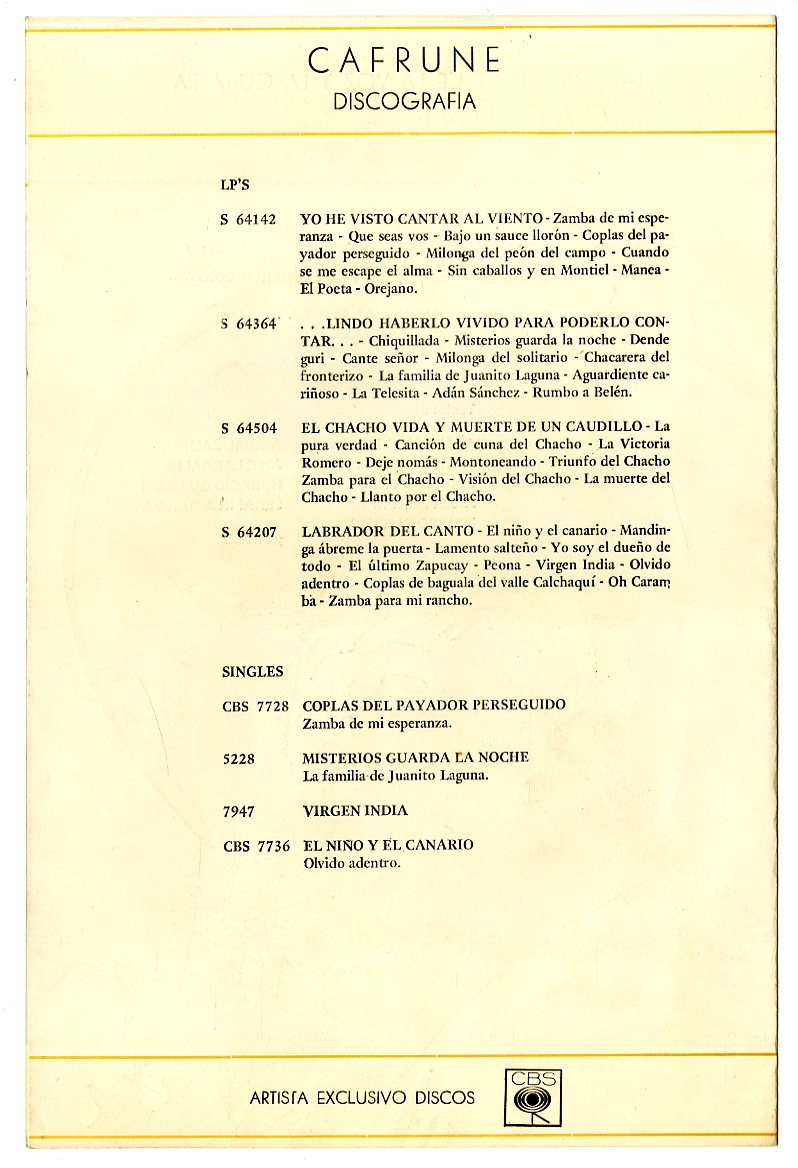 CAFRUNE
DISCOGRAFIA
LP'S
S 64142 YO HE VISTO CANTAR AL VIENTO - Zamba de mi espe-
ranza - Que seas vos - Bajo un sauce llorón - Coplas del pa-
yador perseguido - Milonga del peón del campo - Cuando
se me escape el alma - Sin caballos y en Montiel - Manea -
El Poeta - Orejano.
S 64364 . . .LINDO HABERLO VIVIDO PARA PODERLO CON-
TAR. . . - Chiquillada - Misterios guarda la noche - Dende
guri - Cante señor - Milonga del solitario - Chacarera del
fronterizo - La familia de Juanito Laguna - Aguardiente ca-
riñoso - La Telesita - Adán Sánchez - Rumbo a Belén.
S 64504 EL CHACHO VIDA Y MUERTE DE UN CAUDILLO - La
pura verdad - Canción de cuna del Chacho - La Victoria
Romero - Deje nomás - Montoneando - Triunfo del Chacho
Zamba para el Chacho - Visión del Chacho - La muerte del
Chacho - Llanto por el Chacho.
S 64207 LABRADOR DEL CANTO - El niño y el canario - Mandin-
ga ábreme la puerta - Lamento salteño - Yo soy el dueño de
todo - El último Zapucay - Peona - Virgen India - Olvido
adentro - Coplas de baguala del valle Calchaquí - Oh Caram
ba - Zamba para mi rancho.
SINGLES
CBS 7728 COPLAS DEL PAYADOR PERSEGUIDO
Zamba de mi esperanza.
5228 MISTERIOS GUARDA LA NOCHE
La familia de Juanito Laguna.
7947 VIRGEN INDIA
CBS 7736 EL NIÑO Y EL CANARIO
Olvido adentro.
ARTISTA EXCLUSIVO DISCOS CBS